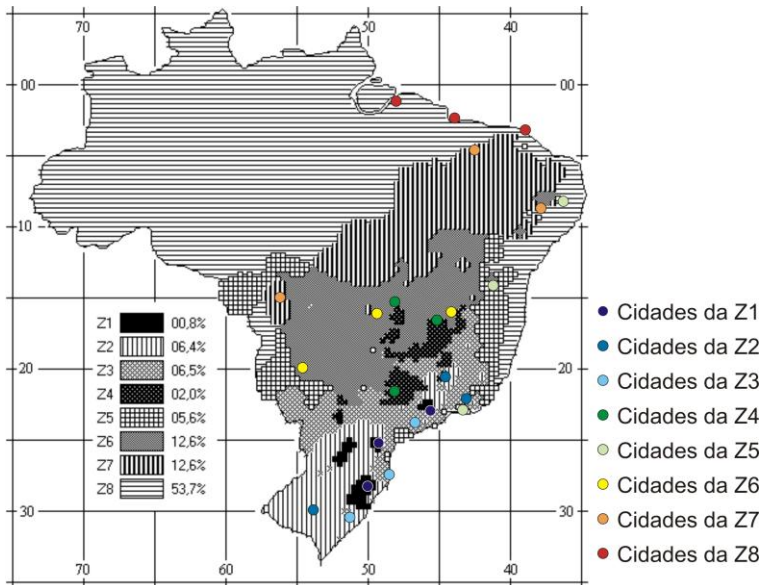 70 50 40
00 00
10
20 20
30 30
70 60 50 40
Z1 00,8%
Z2 06,4%
Z3 06,5%
Z4 02,0%
Z5 05,6%
Z6 12,6%
Z7 12,6%
Z8 53,7%
Cidades da Z1
Cidades da Z2
Cidades da Z3
Cidades da Z4
Cidades da Z5
Cidades da Z6
Cidades da Z7
Cidades da Z8